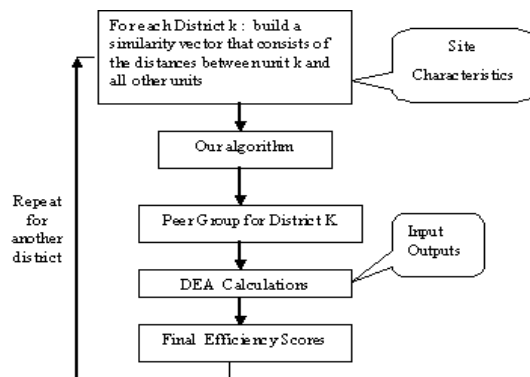 For each District k : build a
similarity vector that consists of
the distances between unit k and
all other units
Site
Characteristics
Our algorithm
Repeat
for
another
district
Peer Group for District K
Input
Outputs
DEA Calculations
Final Efficiency Scores